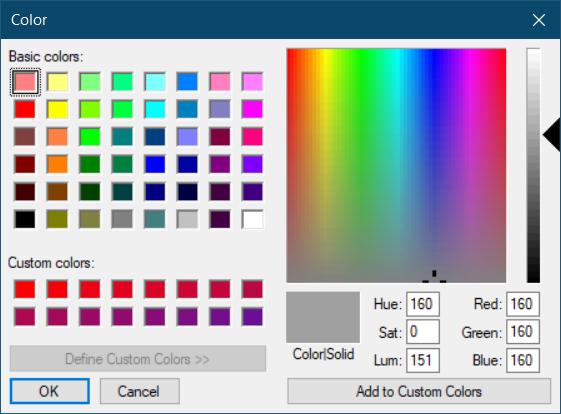 Color
Basic colors:
Custom colors:
Define Custom Colors >>
OK
Cancel
Color|Solid
Hue: 160
Sat: 0
Lum: 151
Red: 160
Green: 160
Blue: 160
Add to Custom Colors